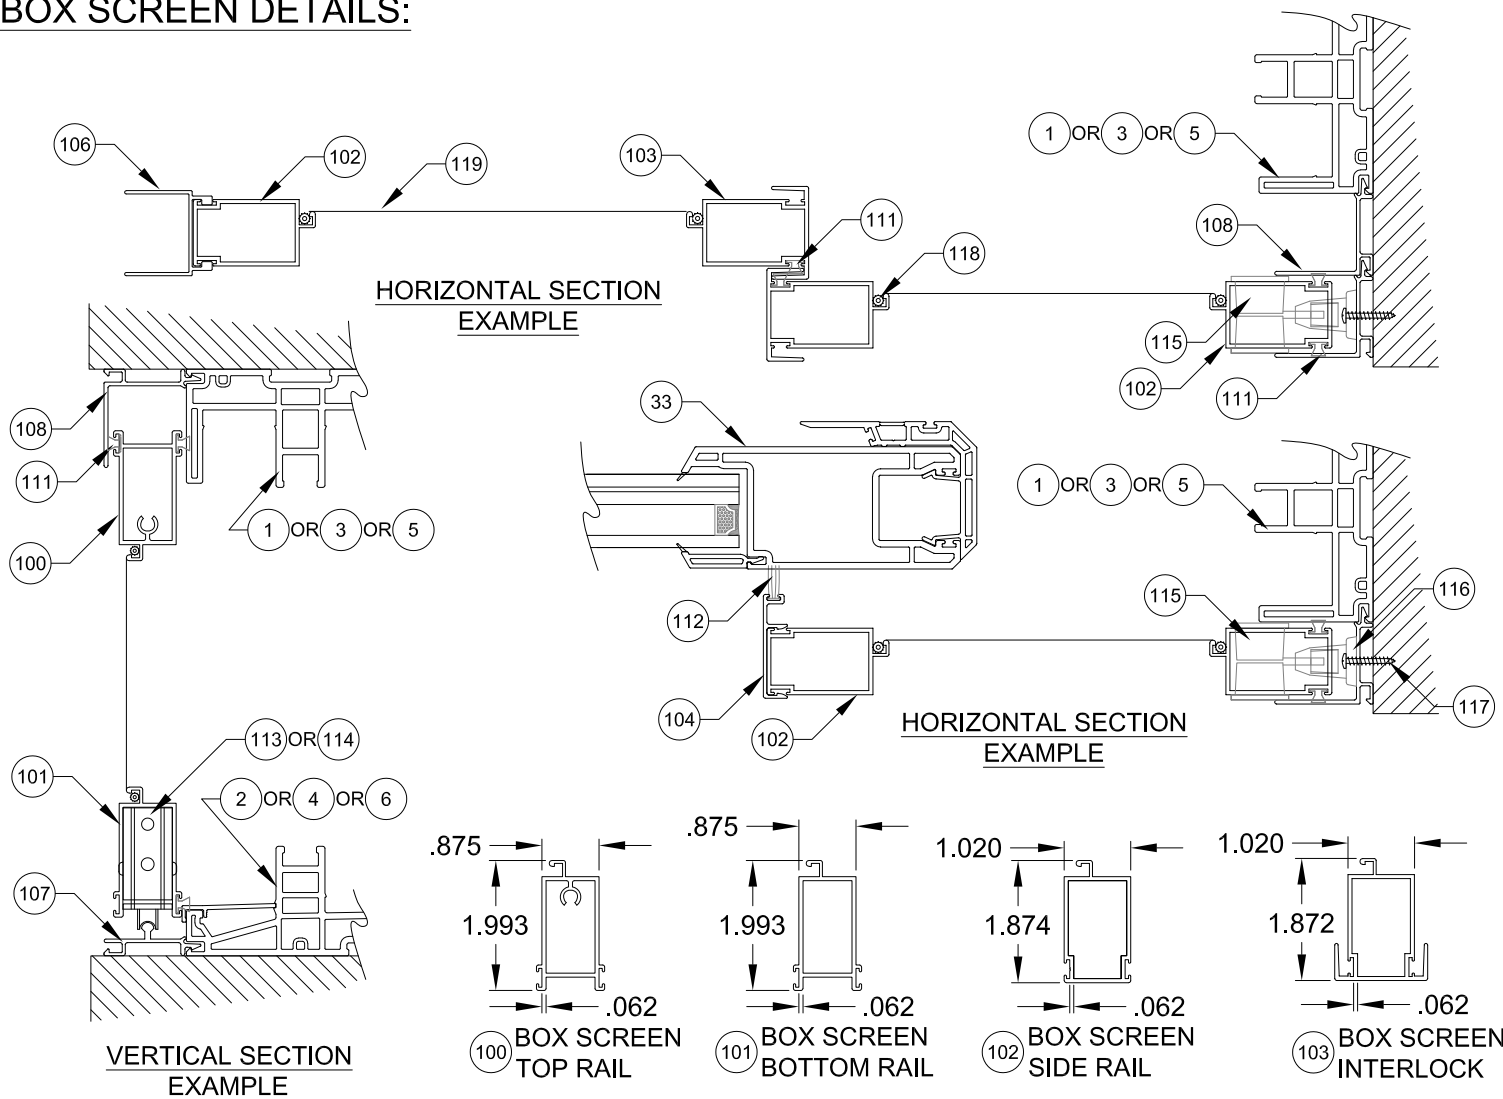 BOX SCREEN DETAILS:
106
102
119
103
1 OR 3 OR 5
111
118
108
HORIZONTAL SECTION
EXAMPLE
115
102
111
33
108
111
1 OR 3 OR 5
100
1 OR 3 OR 5
112
115
116
104
102
117
HORIZONTAL SECTION
EXAMPLE
113 OR 114
101
2 OR 4 OR 6
107
VERTICAL SECTION
EXAMPLE
.875
1.993
.062
100 BOX SCREEN
TOP RAIL
.875
1.993
.062
101 BOX SCREEN
BOTTOM RAIL
1.020
1.874
.062
102 BOX SCREEN
SIDE RAIL
1.020
1.872
.062
103 BOX SCREEN
INTERLOCK